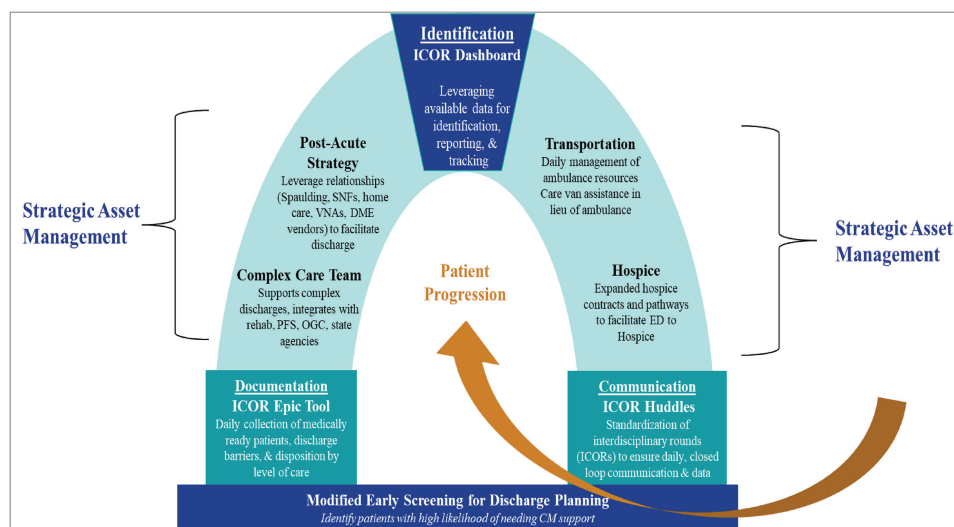 Identification
ICOR Dashboard
Leveraging
available data for
identification,
reporting, &
tracking
Post-Acute
Strategy
Leverage relationships
(Spaulding, SNFs, home
care, VNAs, DME
vendors) to facilitate
discharge
Transportation
Daily management of
ambulance resources
Care van assistance in
lieu of ambulance
Strategic Asset
Management
Strategic Asset
Management
Complex Care Team
Supports complex
discharges, integrates with
rehab, PFS, OGC, state
agencies
Patient
Progression
Hospice
Expanded hospice
contracts and pathways
to facilitate ED to
Hospice
Documentation
ICOR Epic Tool
Daily collection of medically
ready patients, discharge
barriers, & disposition by
level of care
Communication
ICOR Huddles
Standardization of
interdisciplinary rounds
(ICORs) to ensure daily, closed
loop communication & data
Modified Early Screening for Discharge Planning
Identify patients with high likelihood of needing CM support